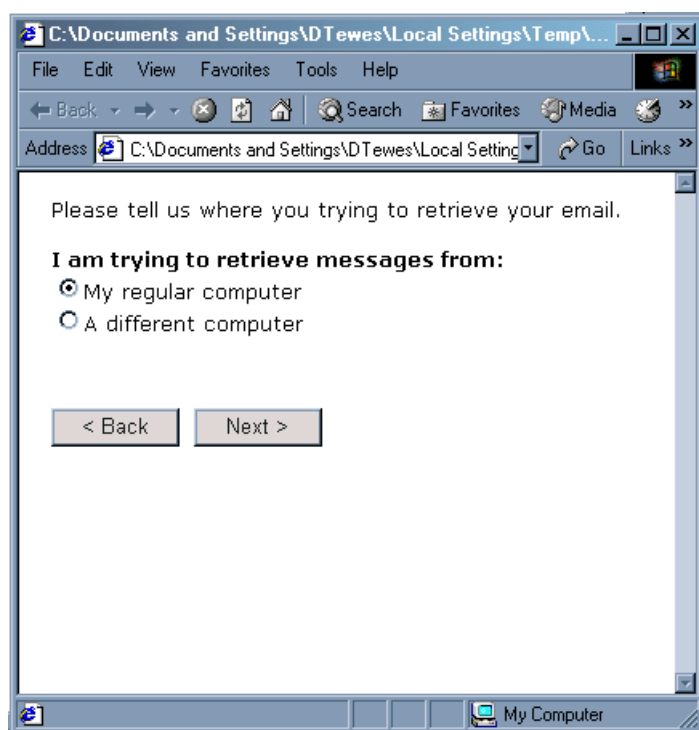 C:\Documents and Settings\DTewes\Local Settings\Temp\...
File Edit View Favorites Tools Help
Back Search Favorites Media »
Address C:\Documents and Settings\DTewes\Local Setting Go Links »
Please tell us where you trying to retrieve your email.
I am trying to retrieve messages from:
My regular computer
A different computer
< Back Next >
My Computer